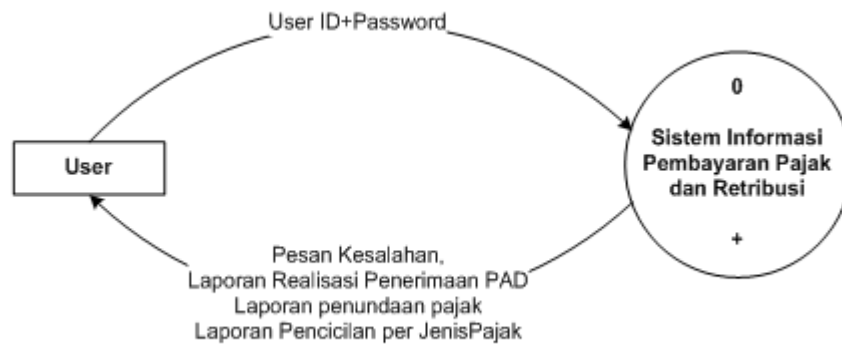 User ID+Password
0
Sistem Informasi
Pembayaran Pajak
dan Retribusi
+
User
Pesan Kesalahan,
Laporan Realisasi Penerimaan PAD
Laporan penundaan pajak
Laporan Pencicilan per JenisPajak